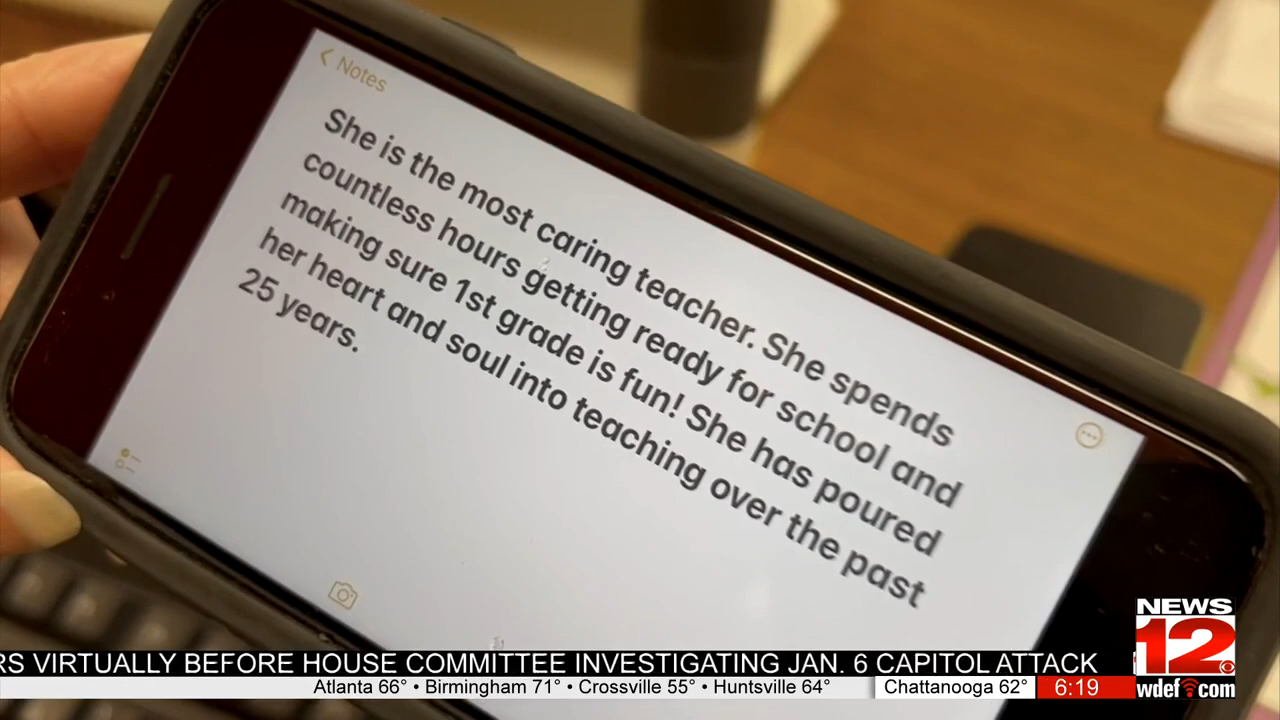 Notes
She is the most caring teacher. She spends
countless hours getting ready for school and
making sure 1st grade is fun! She has poured
her heart and soul into teaching over the past
25 years.
NEWS
12
RS VIRTUALLY BEFORE HOUSE COMMITTEE INVESTIGATING JAN. 6 CAPITOL ATTACK
Atlanta 66° • Birmingham 71° • Crossville 55° • Huntsville 64° Chattanooga 62° 6:19 wdef.com